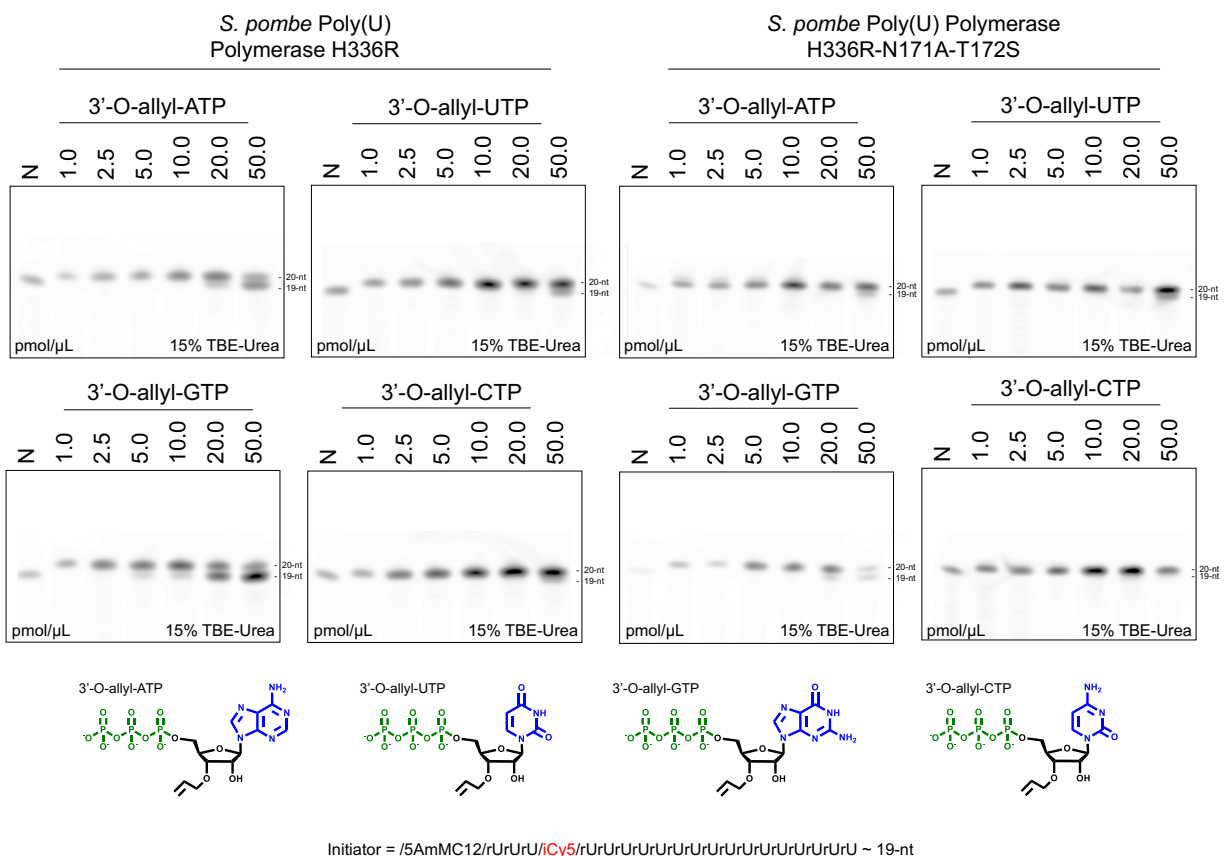 S. pombe Poly(U)
Polymerase H336R
S. pombe Poly(U) Polymerase
H336R-N171A-T172S
3’-O-allyl-ATP
3’-O-allyl-UTP
3’-O-allyl-ATP
3’-O-allyl-UTP
N 1.0 2.5 5.0 10.0 20.0 50.0
N 1.0 2.5 5.0 10.0 20.0 50.0
N 1.0 2.5 5.0 10.0 20.0 50.0
N 1.0 2.5 5.0 10.0 20.0 50.0
- 20-nt
- 19-nt
- 20-nt
- 19-nt
- 20-nt
- 19-nt
- 20-nt
- 19-nt
pmol/µL 15% TBE-Urea
pmol/µL 15% TBE-Urea
pmol/µL 15% TBE-Urea
pmol/µL 15% TBE-Urea
3’-O-allyl-GTP
3’-O-allyl-CTP
3’-O-allyl-GTP
3’-O-allyl-CTP
N 1.0 2.5 5.0 10.0 20.0 50.0
N 1.0 2.5 5.0 10.0 20.0 50.0
N 1.0 2.5 5.0 10.0 20.0 50.0
N 1.0 2.5 5.0 10.0 20.0 50.0
- 20-nt
- 19-nt
- 20-nt
- 19-nt
- 20-nt
- 19-nt
- 20-nt
- 19-nt
pmol/µL 15% TBE-Urea
pmol/µL 15% TBE-Urea
pmol/µL 15% TBE-Urea
pmol/µL 15% TBE-Urea
3’-O-allyl-ATP
3’-O-allyl-UTP
3’-O-allyl-GTP
3’-O-allyl-CTP
Initiator = /5AmMC12/rUrUrU/iCy5/rUrUrUrUrUrUrUrUrUrUrUrUrUrUrUrU ~ 19-nt